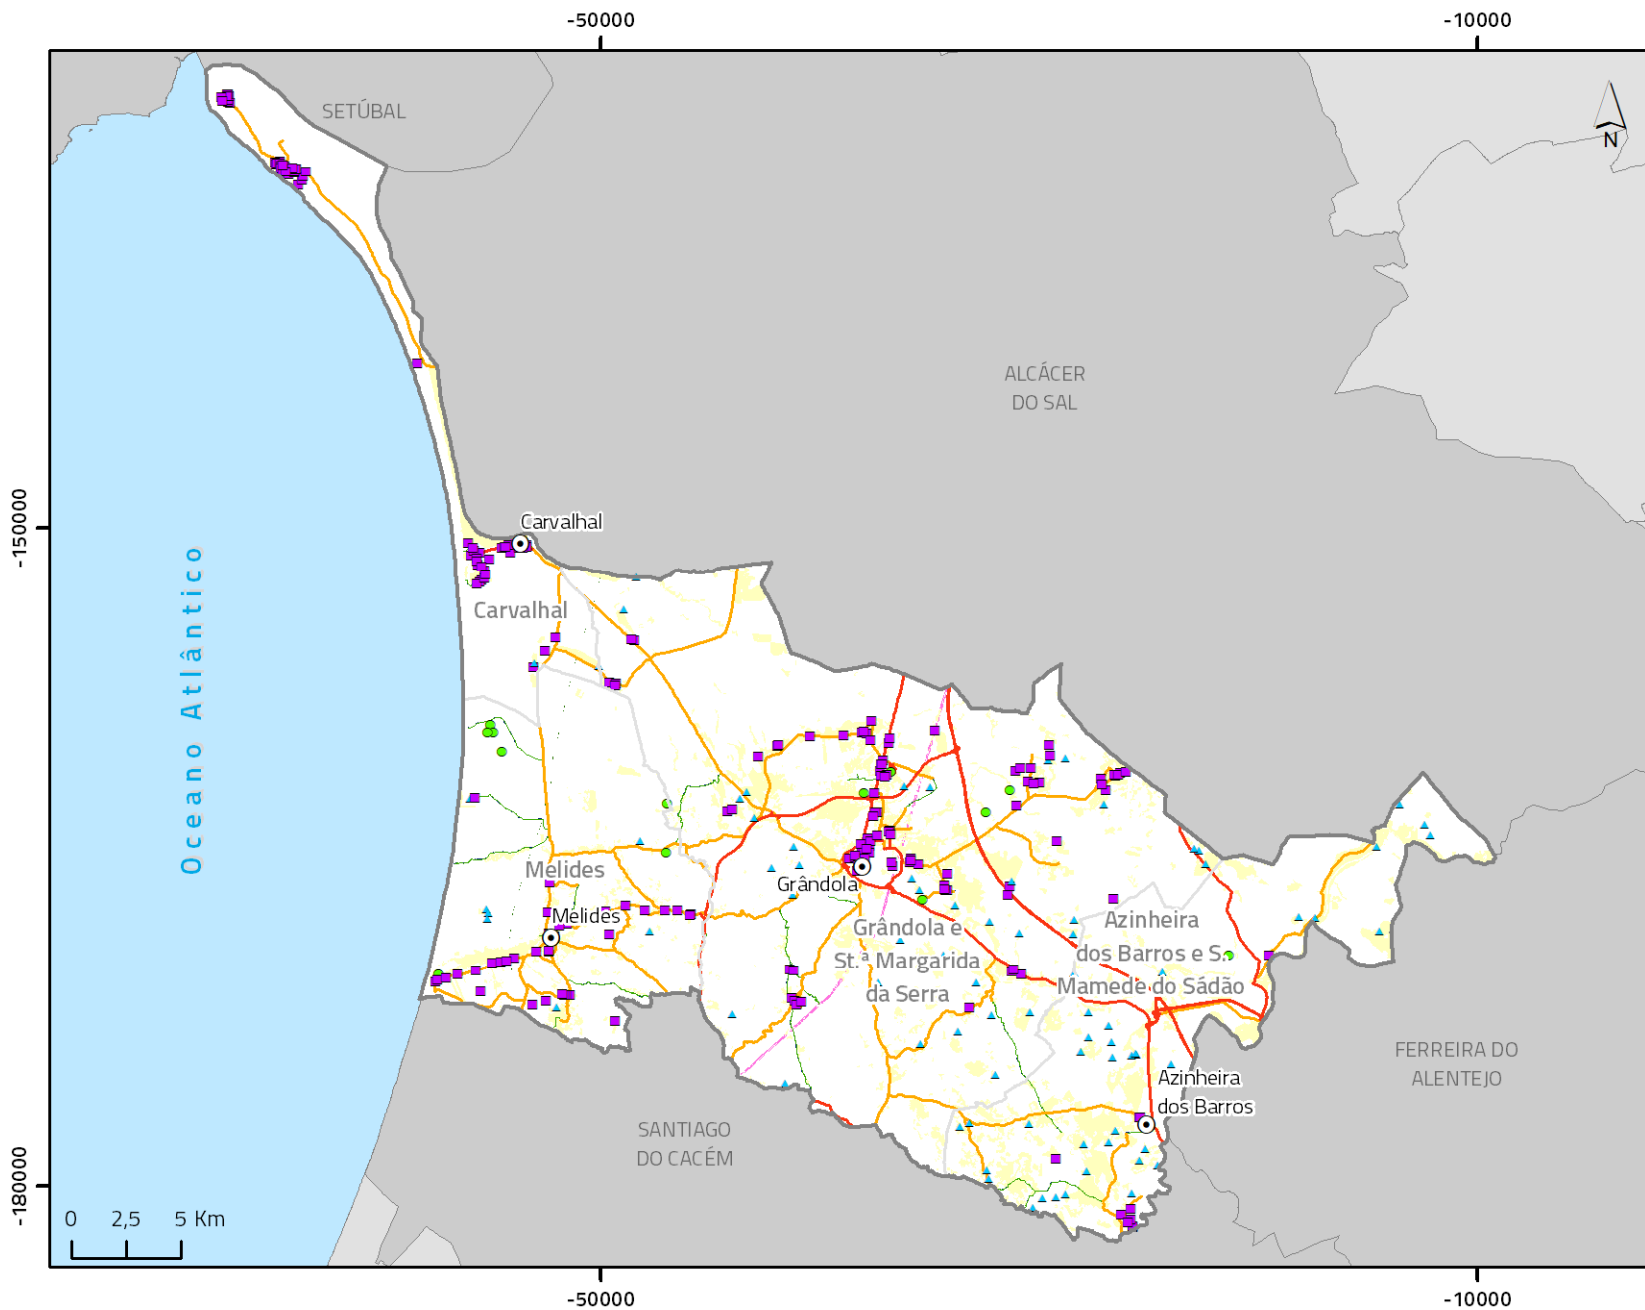 -50000
-10000
SETÚBAL
N
ALCÁCER
DO SAL
-150000
Carvalhal
Oceano Atlântico
Carvalhal
Melides
Grândola
Melides
Azinheira
dos Barros e S.
Mamede do Sádão
Grândola e
St.ª Margarida
da Serra
FERREIRA DO
ALENTEJO
Azinheira
dos Barros
SANTIAGO
DO CACÉM
-180000
0 2,5 5 Km
-50000
-10000